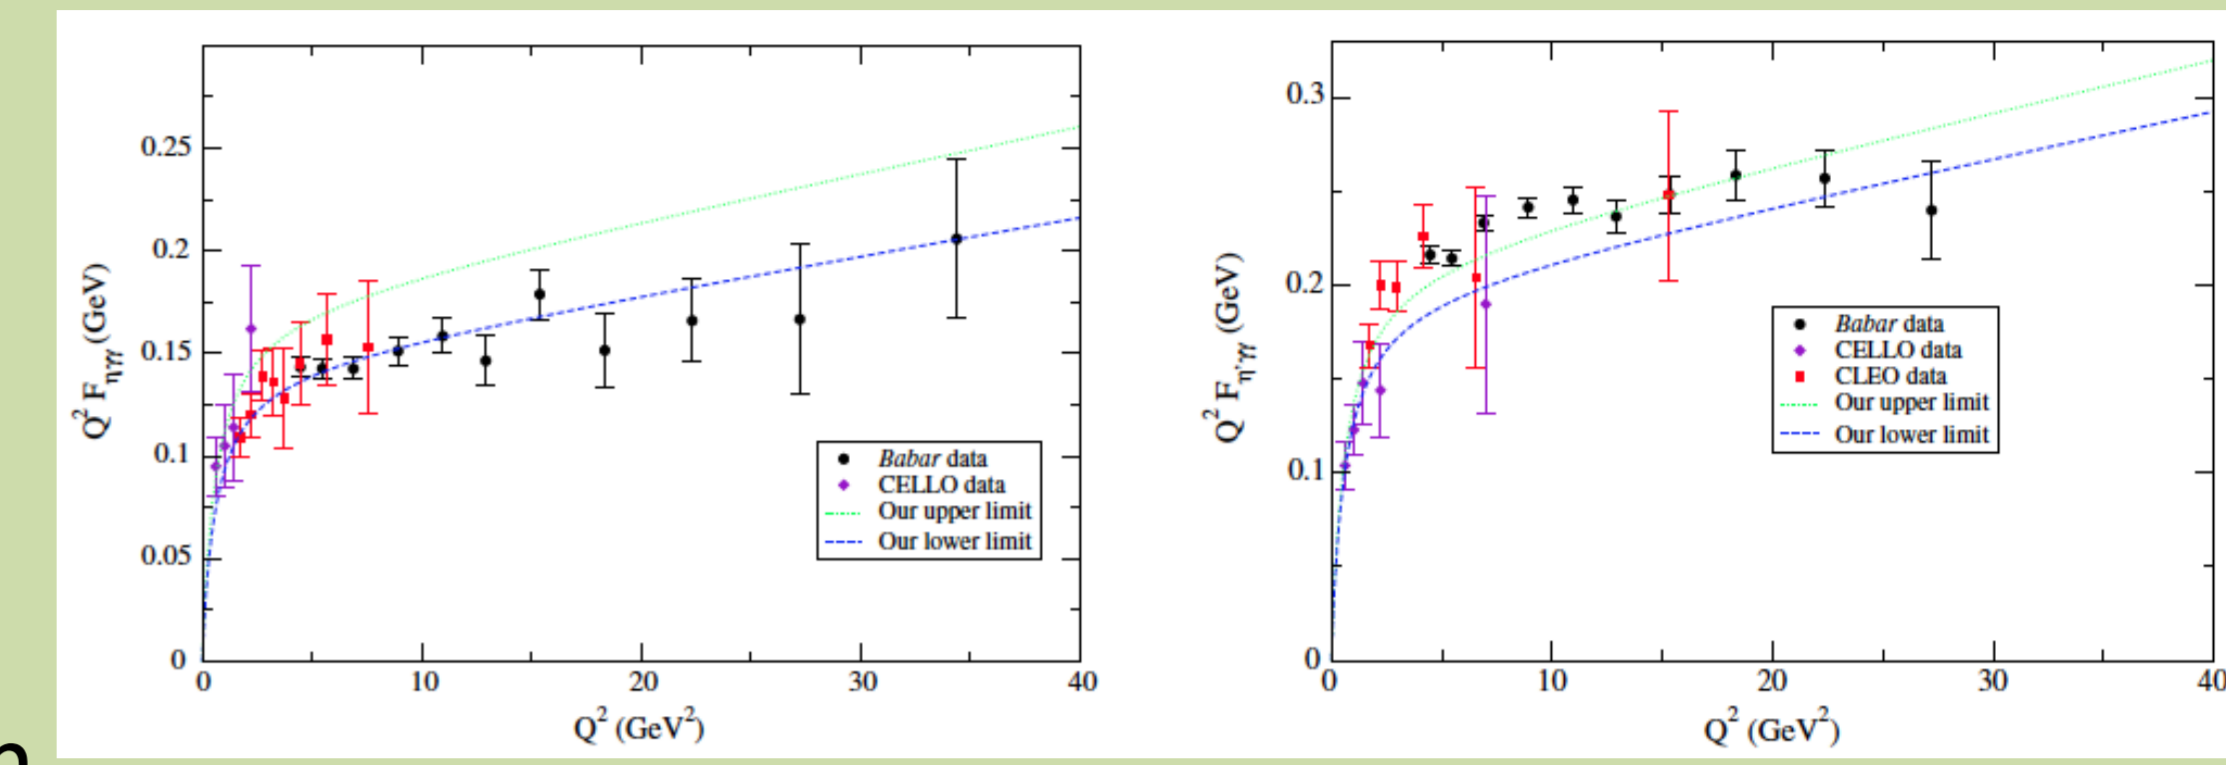 0.25
0.2
0.15
0.1
0.05
0
0 10 20 30 40
Q² F_ηγγ (GeV)
Q² (GeV²)
Babar data
CELLO data
Our upper limit
Our lower limit
0.3
0.2
0.1
0
0 10 20 30 40
Q² F_η'γγ (GeV)
Q² (GeV²)
Babar data
CELLO data
CLEO data
Our upper limit
Our lower limit